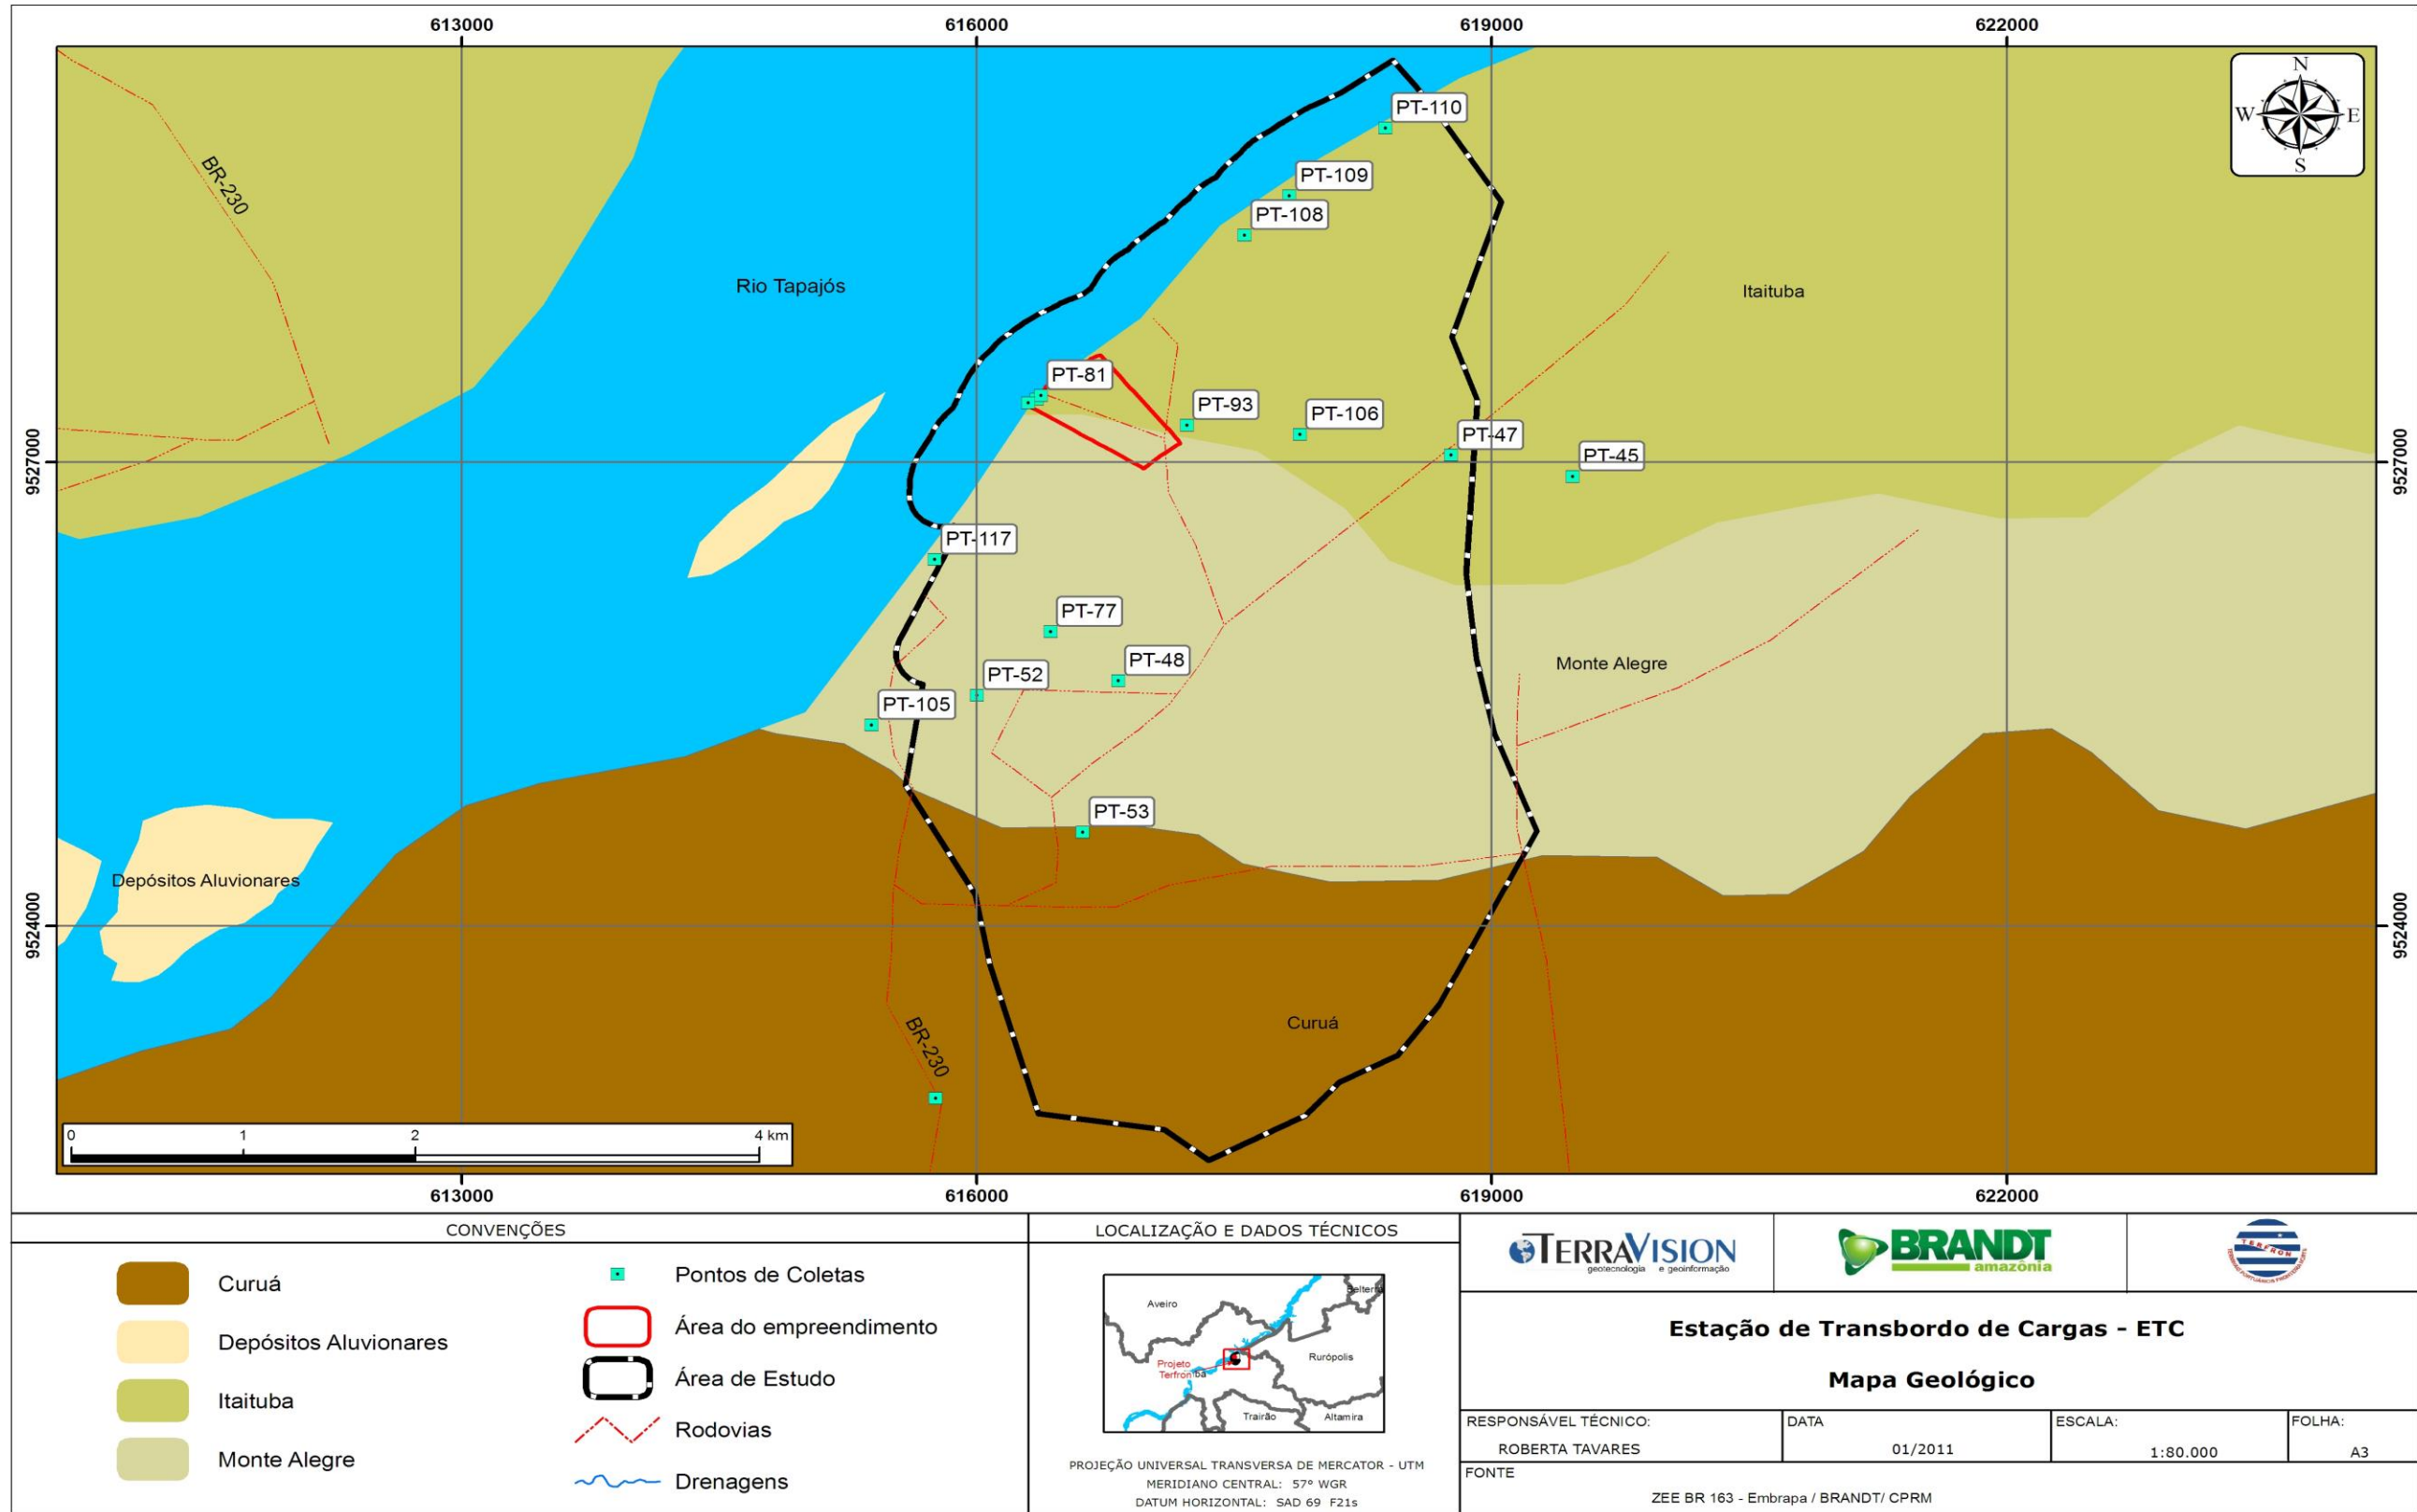 613000
616000
619000
622000
BR-230
PT-110
N
W
E
S
PT-109
PT-108
Rio Tapajós
Itaituba
PT-81
PT-93
PT-106
PT-47
PT-45
9527000
9527000
PT-117
PT-77
PT-48
PT-52
Monte Alegre
PT-105
PT-53
Depósitos Aluvionares
9524000
9524000
Curuá
BR-230
0
1
2
4 km
613000
616000
619000
622000
CONVENÇÕES
Curuá
Depósitos Aluvionares
Itaituba
Monte Alegre
Pontos de Coletas
Área do empreendimento
Área de Estudo
Rodovias
Drenagens
LOCALIZAÇÃO E DADOS TÉCNICOS
Aveiro
Belterra
Rurópolis
Projeto
Terfron
ba
Trairão
Altamira
PROJEÇÃO UNIVERSAL TRANSVERSA DE MERCATOR - UTM
MERIDIANO CENTRAL: 57° WGR
DATUM HORIZONTAL: SAD 69 F21s
TERRAVISION
geotecnologia e geoinformação
BRANDT
amazônia
TERFRON
Estação de Transbordo de Cargas - ETC
Mapa Geológico
RESPONSÁVEL TÉCNICO:
ROBERTA TAVARES
DATA
01/2011
ESCALA:
1:80.000
FOLHA:
A3
FONTE
ZEE BR 163 - Embrapa / BRANDT/ CPRM